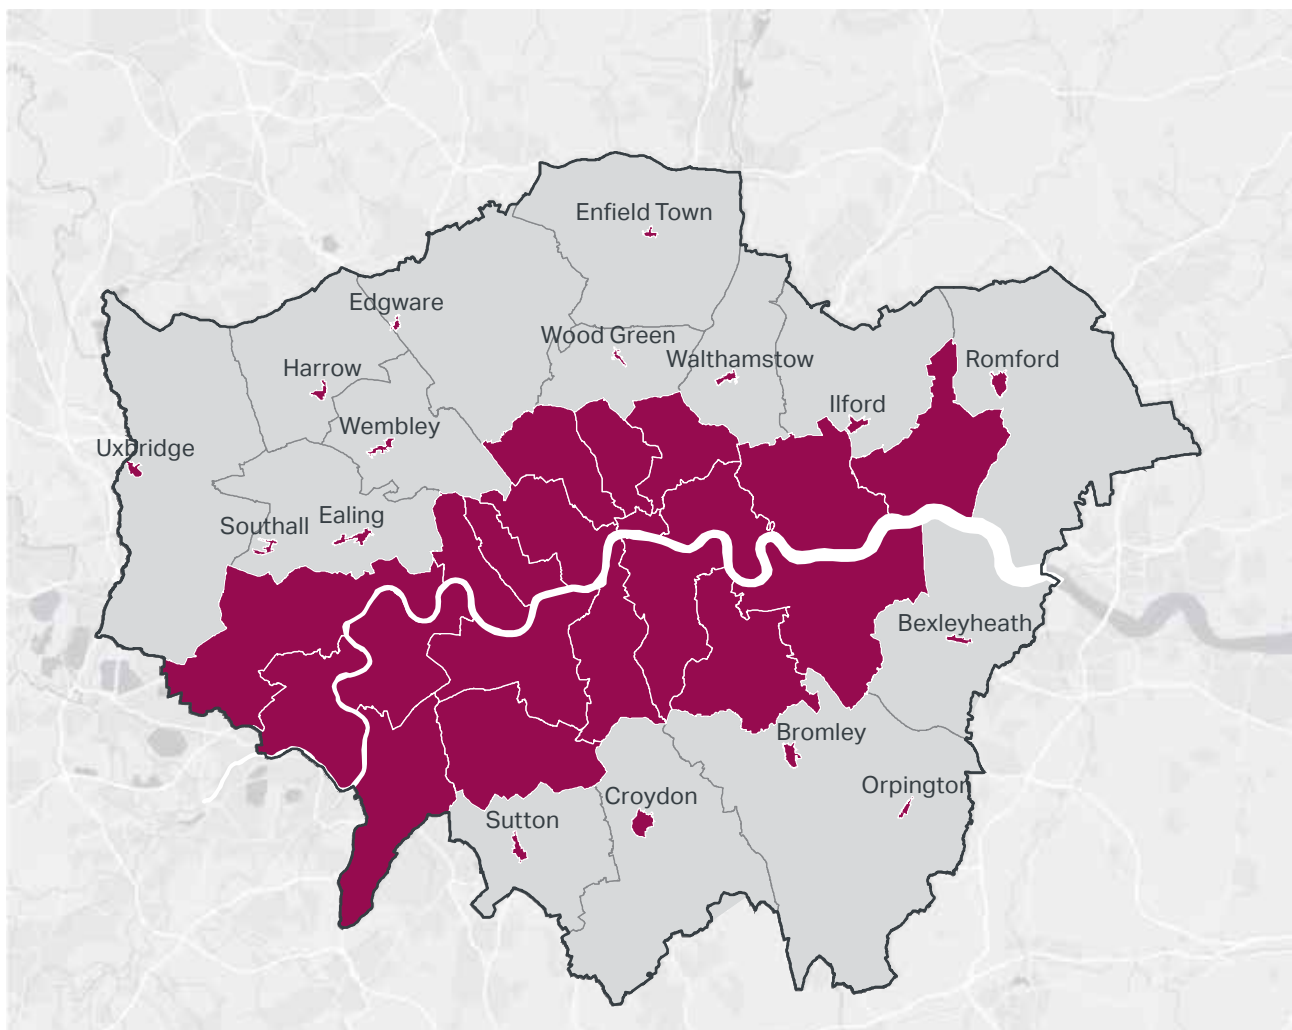 Enfield Town
Edgware
Wood Green
Walthamstow
Romford
Harrow
Ilford
Wembley
Uxbridge
Southall
Ealing
Bexleyheath
Bromley
Orpington
Croydon
Sutton